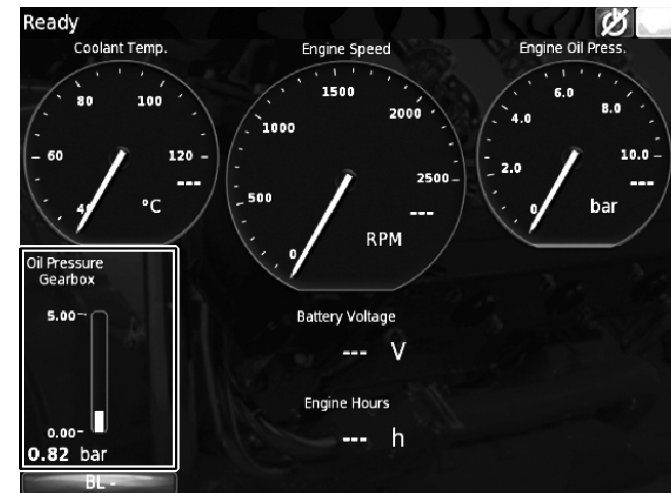 Ready
Coolant Temp.
40
60
80
100
120
---
°C
Engine Speed
0
500
1000
1500
2000
2500
---
RPM
Engine Oil Press.
0
2.0
4.0
6.0
8.0
10.0
---
bar
Oil Pressure
Gearbox
5.00
0.00
0.82 bar
Battery Voltage
--- V
Engine Hours
--- h
BL -